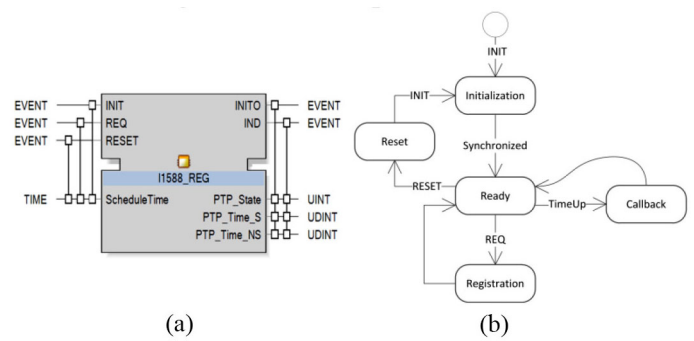 EVENT INIT INITO EVENT
EVENT REQ IND EVENT
EVENT RESET
I1588_REG
TIME ScheduleTime PTP_State UINT
PTP_Time_S UDINT
PTP_Time_NS UDINT
(a)
INIT
Initialization
INIT
Reset
Synchronized
RESET
Ready
TimeUp
Callback
REQ
Registration
(b)